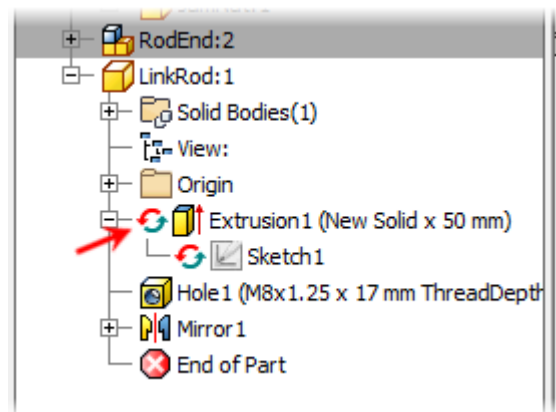 RodEnd:2
LinkRod:1
Solid Bodies(1)
View:
Origin
Extrusion1 (New Solid x 50 mm)
Sketch1
Hole1 (M8x1.25 x 17 mm ThreadDepth
Mirror1
End of Part